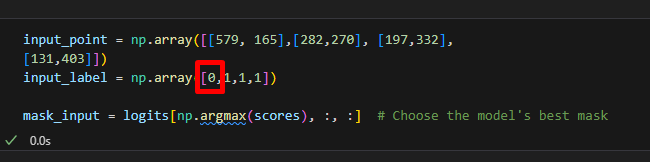 input_point = np.array([[579, 165],[282,270], [197,332],
[131,403]])
input_label = np.array([0,1,1,1])
mask_input = logits[np.argmax(scores), :, :]  # Choose the model's best mask
0.0s